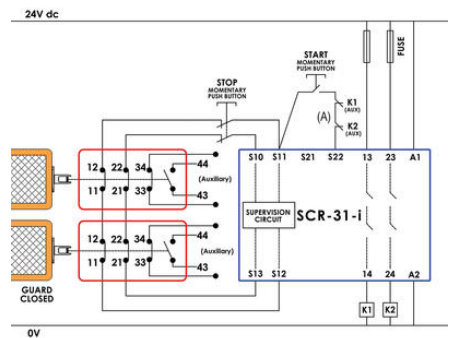 24V dc
START
MOMENTARY
PUSH BUTTON
FUSE
STOP
MOMENTARY
PUSH BUTTON
K1
(AUX)
(A)
K2
(AUX)
S10 S11 S21 S22 13 23 A1
12 22 34 44
(Auxiliary)
11 21 33 43
SUPERVISION
CIRCUIT
SCR-31-i
12 22 34 44
(Auxiliary)
11 21 33 43
S13 S12 14 24 A2
GUARD
CLOSED
K1 K2
0V